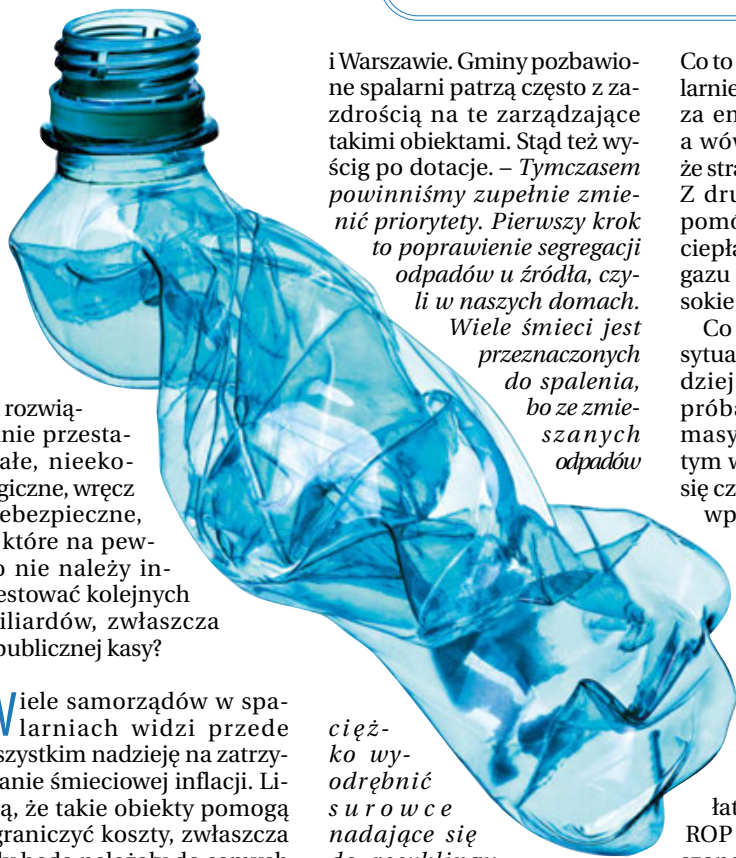 rozwią-
nie przesta-
ałe, nieeko-
giczne, wręcz
ebezpieczne,
które na pew-
o nie należy in-
estować kolejnych
iliardów, zwłaszcza
publicznej kasy?
Wiele samorządów w spa-
larniach widzi przede
szystkim nadzieję na zatrzy-
anie śmieciowej inflacji. Li-
ą, że takie obiekty pomogą
graniczyć koszty, zwłaszcza
i Warszawie. Gminy pozbawio-
ne spalarni patrzą często z za-
zdrością na te zarządzające
takimi obiektami. Stąd też wy-
ścig po dotacje. – Tymczasem
powinniśmy zupełnie zmie-
nić priorytety. Pierwszy krok
to poprawienie segregacji
odpadów u źródła, czy-
li w naszych domach.
Wiele śmieci jest
przeznaczonych
do spalenia,
bo ze zmie-
szanych
odpadów
cięż-
ko wy-
odrębnić
surowce
nadające się
do recyklingu
Co to
larnie
za en
a wów
że stra
Z dru
pomó
ciepła
gazu
sokie
Co
sytua
dziej
próba
masy
tym w
się cz
wp
łat
ROP